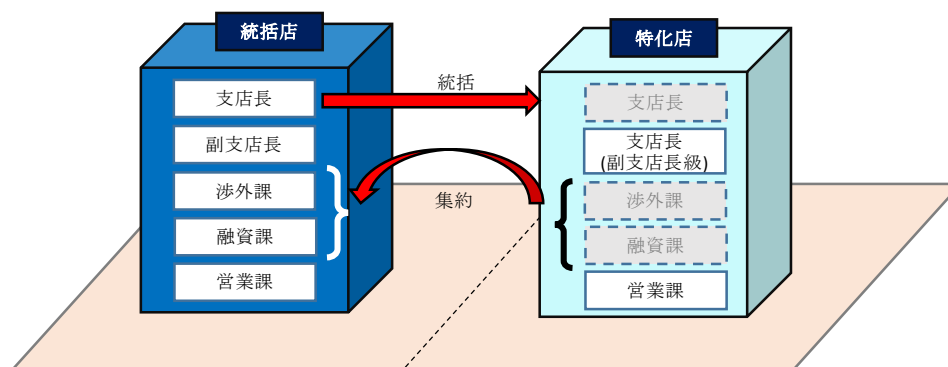 統括店
支店長
副支店長
渉外課
融資課
営業課
統括
集約
特化店
支店長
支店長
(副支店長級)
渉外課
融資課
営業課